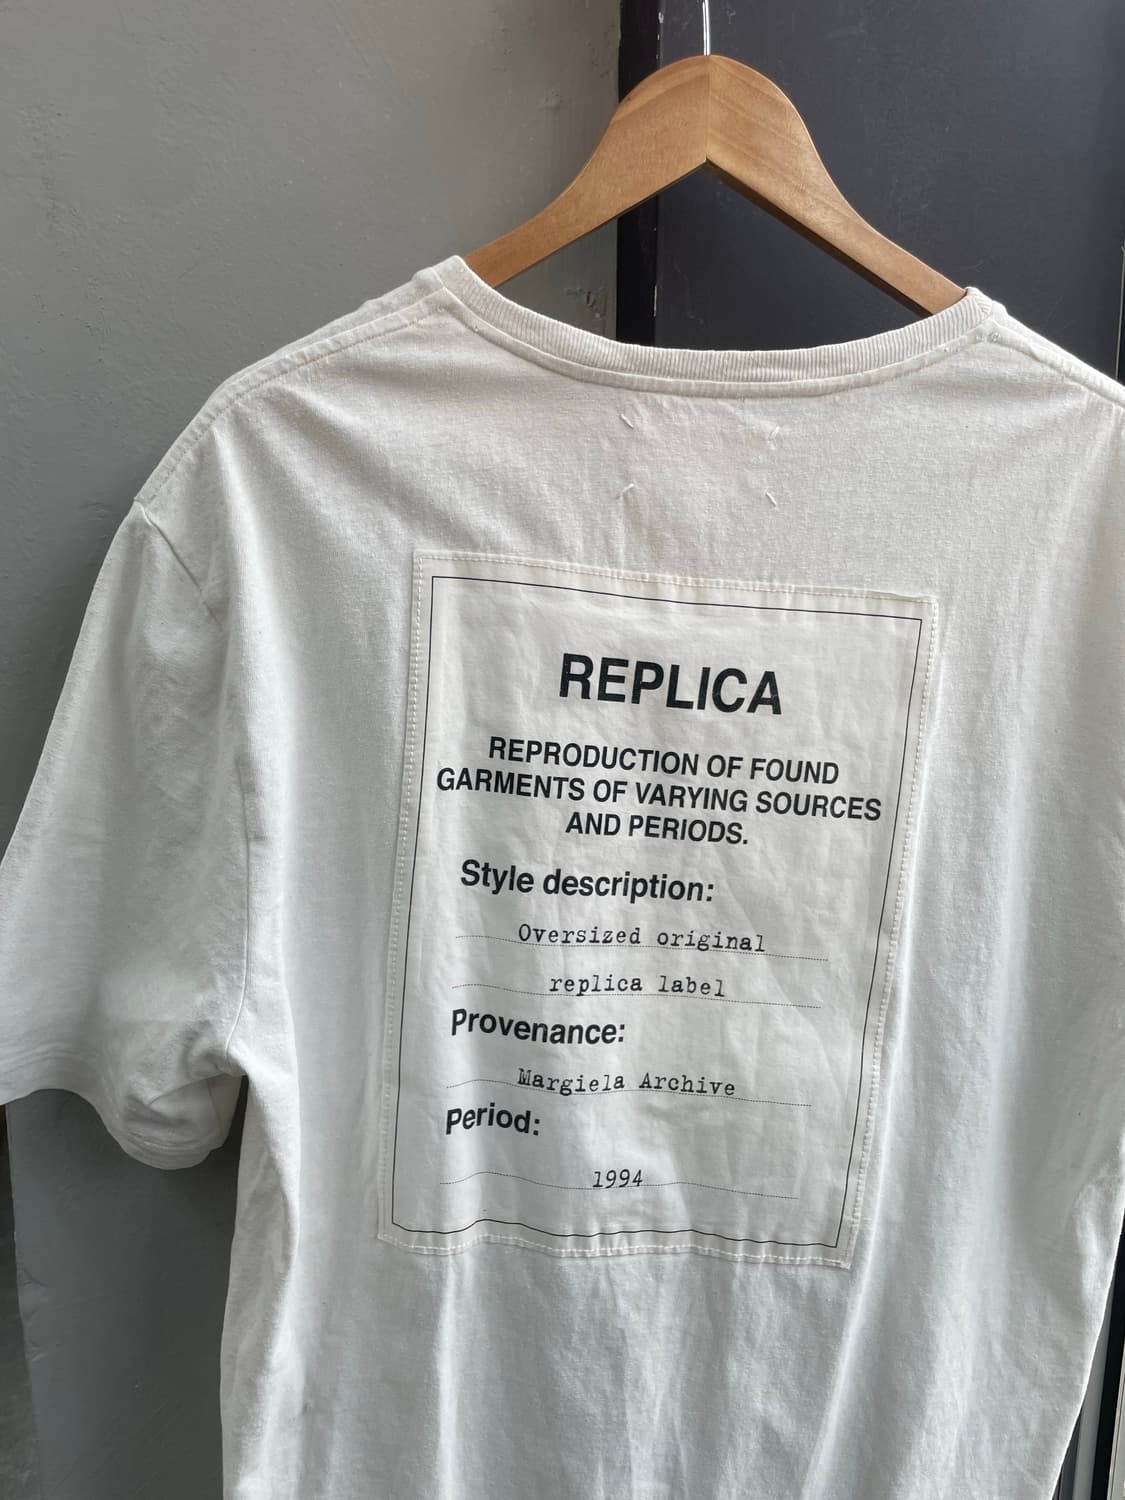 REPLICA
REPRODUCTION OF FOUND
GARMENTS OF VARYING SOURCES
AND PERIODS.
Style description:
Oversized original
replica label
Provenance:
Margiela Archive
Period:
1994